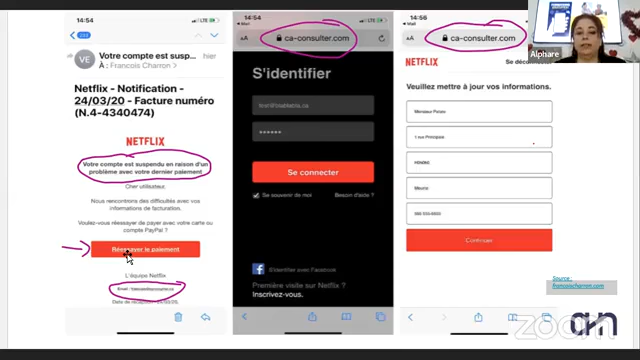 14:54
LTE
VE
Votre compte est suspen...
À : Francois Charron
Netflix - Notification -
24/03/20 - Facture numéro
(N.4-4340474)
NETFLIX
Votre compte est suspendu en raison d'un
problème avec votre dernier paiement
Cher utilisateur,
Nous rencontrons des difficultés avec vos
informations de facturation.
Voulez-vous réessayer de payer avec votre carte ou
compte PayPal ?
Réessayer le paiement
L'équipe Netflix
14:54
LTE
Mail
AA
ca-consulter.com
S'identifier
Se connecter
Se souvenir de moi
Besoin d'aide ?
S'identifier avec Facebook
Première visite sur Netflix ?
Inscrivez-vous.
14:56
LTE
Mail
AA
ca-consulter.com
NETFLIX
Se déconnecter
Veuillez mettre à jour vos informations.
1 rue Principale
Continuer
Alphare
Source :
francoischarron.com
zoom